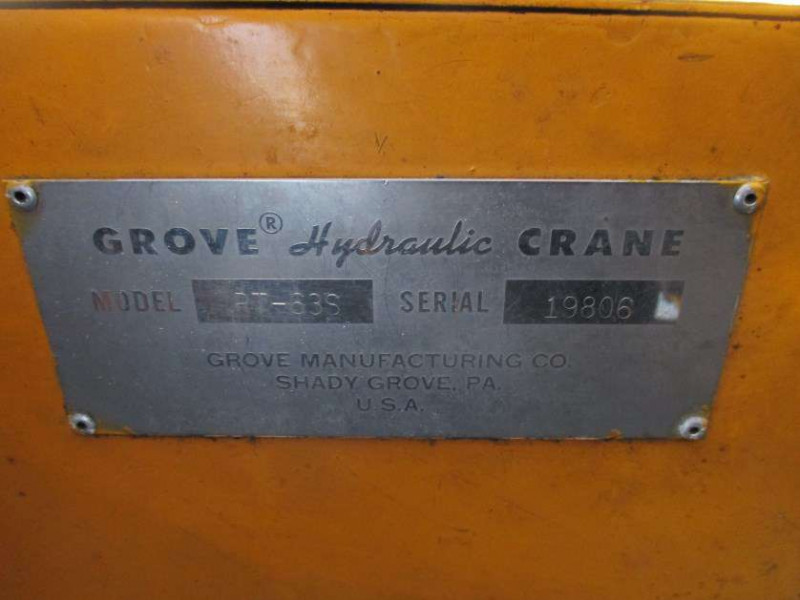 GROVE® Hydraulic CRANE
MODEL RT-63S SERIAL 19806
GROVE MANUFACTURING CO.
SHADY GROVE, PA.
U.S.A.